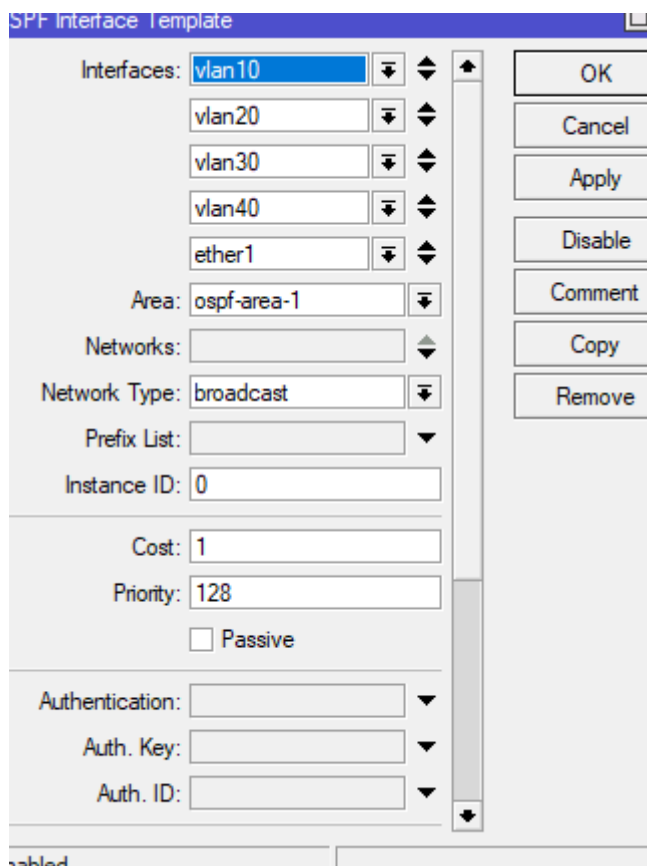 SPF Interface Template
Interfaces: vlan10
vlan20
vlan30
vlan40
ether1
Area: ospf-area-1
Networks:
Network Type: broadcast
Prefix List:
Instance ID: 0
Cost: 1
Priority: 128
Passive
Authentication:
Auth. Key:
Auth. ID:
OK
Cancel
Apply
Disable
Comment
Copy
Remove
nabled